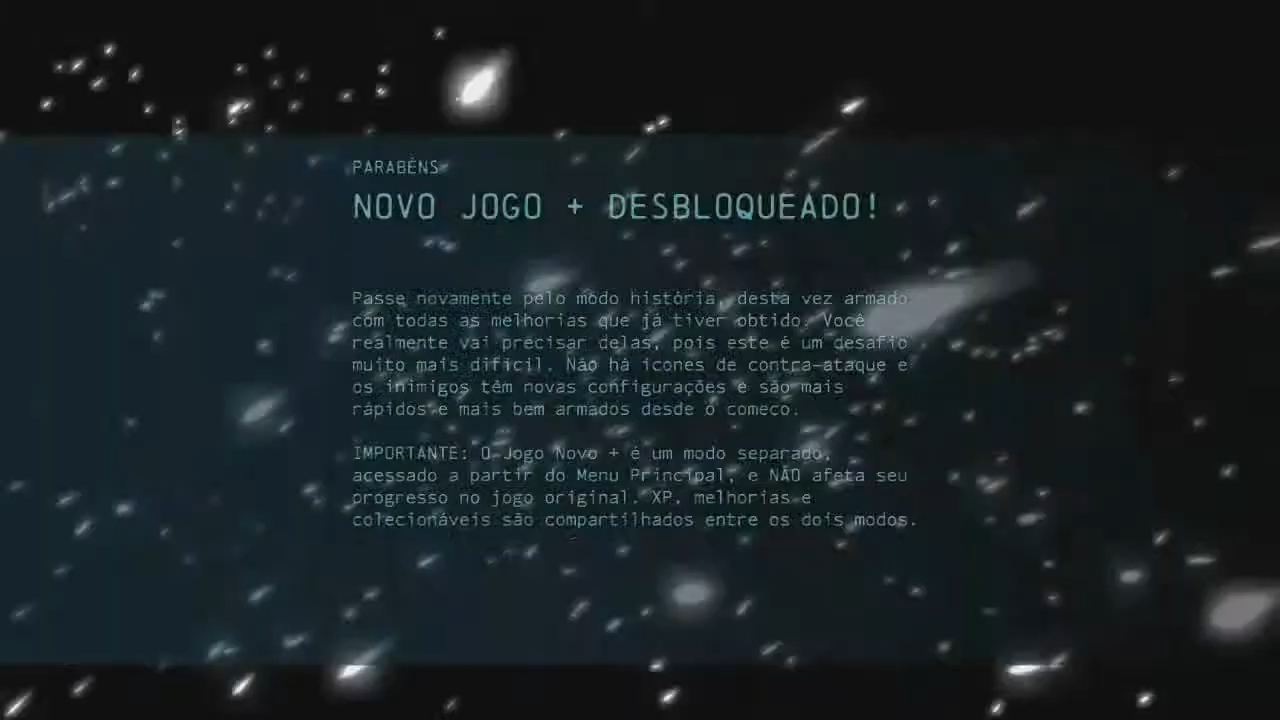 PARABÉNS
NOVO JOGO + DESBLOQUEADO!
Passe novamente pelo modo história, desta vez armado
com todas as melhorias que já tiver obtido. Você
realmente vai precisar delas, pois este é um desafio
muito mais difícil. Não há ícones de contra-ataque e
os inimigos têm novas configurações e são mais
rápidos e mais bem armados desde o começo.
IMPORTANTE: O Jogo Novo + é um modo separado,
acessado a partir do Menu Principal, e NÃO afeta seu
progresso no jogo original. XP, melhorias e
colecionáveis são compartilhados entre os dois modos.